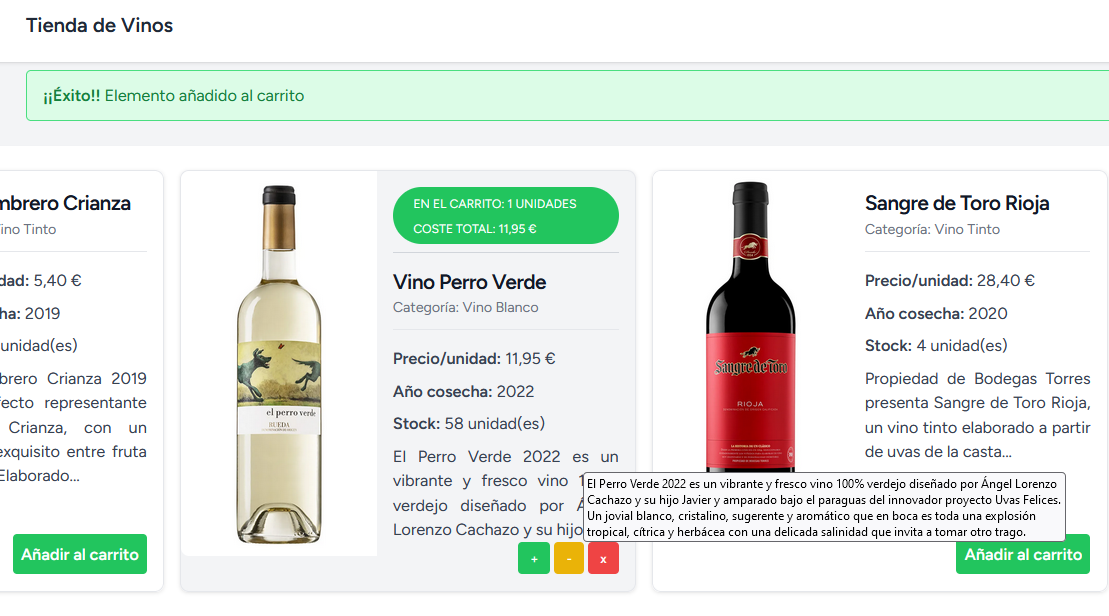 Tienda de Vinos
¡¡Éxito!! Elemento añadido al carrito
mbrero Crianza
ino Tinto
dad: 5,40 €
ha: 2019
unidad(es)
brero Crianza 2019
fecto representante
Crianza, con un
exquisito entre fruta
Elaborado...
Añadir al carrito
el perro verde
RUEDA
EN EL CARRITO: 1 UNIDADES
COSTE TOTAL: 11,95 €
Vino Perro Verde
Categoría: Vino Blanco
Precio/unidad: 11,95 €
Año cosecha: 2022
Stock: 58 unidad(es)
El Perro Verde 2022 es un
vibrante y fresco vino 1
verdejo diseñado por Á
Lorenzo Cachazo y su hijo
+
-
x
Sangre de Toro
RIOJA
Sangre de Toro Rioja
Categoría: Vino Tinto
Precio/unidad: 28,40 €
Año cosecha: 2020
Stock: 4 unidad(es)
Propiedad de Bodegas Torres
presenta Sangre de Toro Rioja,
un vino tinto elaborado a partir
de uvas de la casta...
El Perro Verde 2022 es un vibrante y fresco vino 100% verdejo diseñado por Ángel Lorenzo
Cachazo y su hijo Javier y amparado bajo el paraguas del innovador proyecto Uvas Felices.
Un jovial blanco, cristalino, sugerente y aromático que en boca es toda una explosión
tropical, cítrica y herbácea con una delicada salinidad que invita a tomar otro trago.
Añadir al carrito